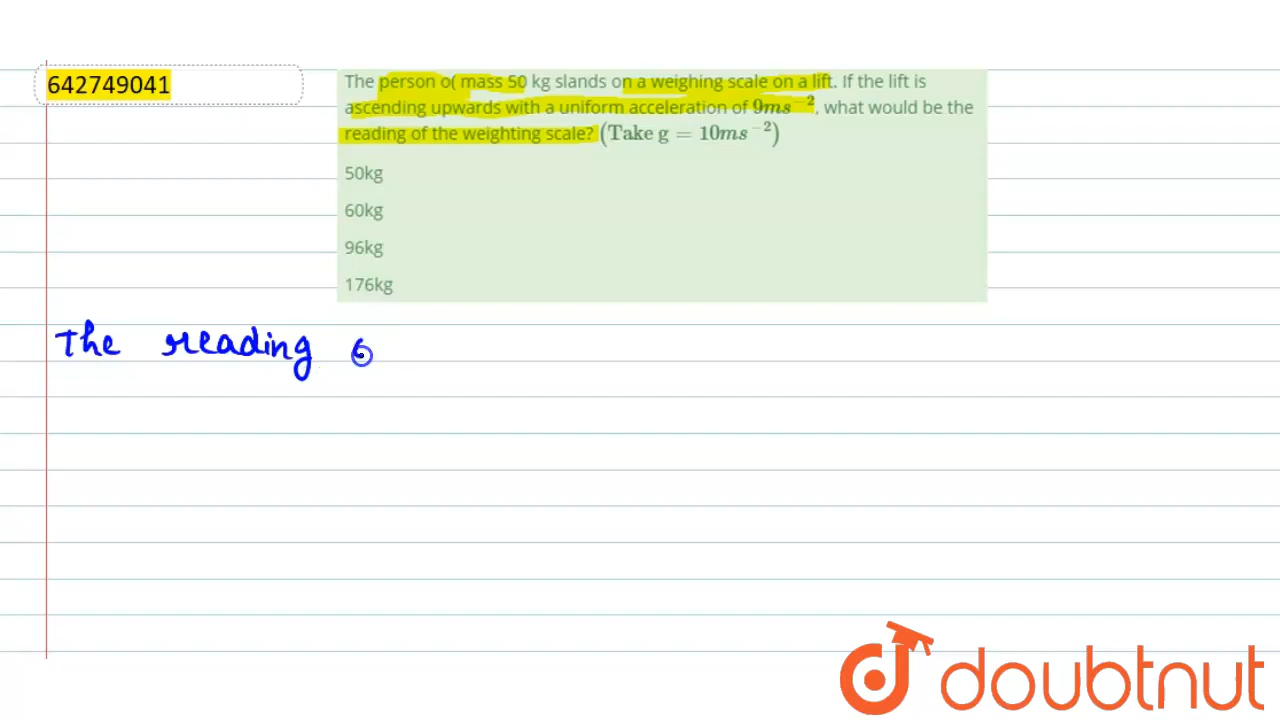 642749041
The person o( mass 50 kg slands on a weighing scale on a lift. If the lift is
ascending upwards with a uniform acceleration of 9ms⁻², what would be the
reading of the weighting scale? (Take g = 10ms⁻²)
50kg
60kg
96kg
176kg
The reading
doubtnut